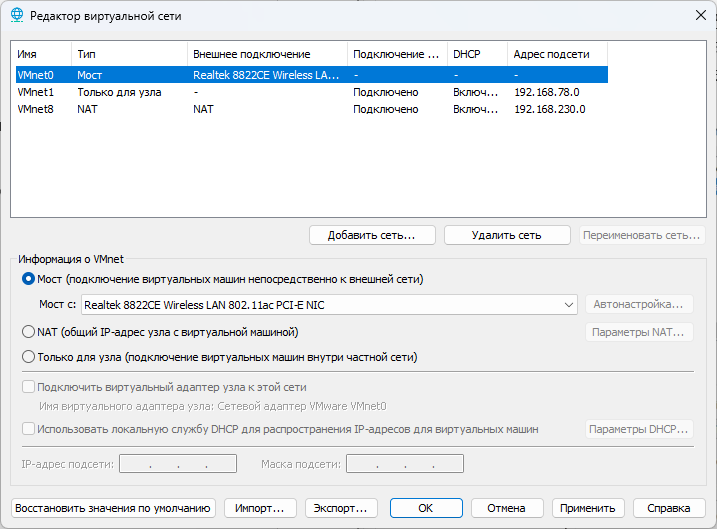 Редактор виртуальной сети
Имя Тип Внешнее подключение Подключение ... DHCP Адрес подсети
VMnet0 Мост Realtek 8822CE Wireless LA... - - -
VMnet1 Только для узла - Подключено Включ... 192.168.78.0
VMnet8 NAT NAT Подключено Включ... 192.168.230.0
Добавить сеть... Удалить сеть Переименовать сеть...
Информация о VMnet
Мост (подключение виртуальных машин непосредственно к внешней сети)
Мост с: Realtek 8822CE Wireless LAN 802.11ac PCI-E NIC Автонастройка...
NAT (общий IP-адрес узла с виртуальной машиной) Параметры NAT...
Только для узла (подключение виртуальных машин внутри частной сети)
Подключить виртуальный адаптер узла к этой сети
Имя виртуального адаптера узла: Сетевой адаптер VMware VMnet0
Использовать локальную службу DHCP для распространения IP-адресов для виртуальных машин Параметры DHCP...
IP-адрес подсети: . . . Маска подсети: . . .
Восстановить значения по умолчанию Импорт... Экспорт... ОК Отмена Применить Справка